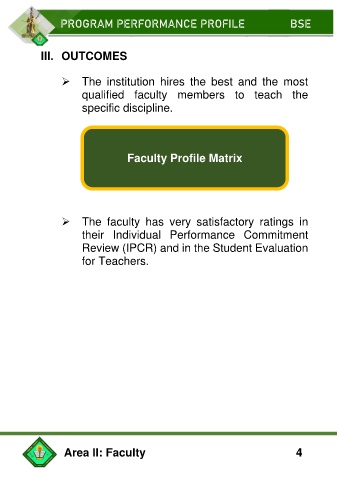 PROGRAM PERFORMANCE PROFILE BSE
III. OUTCOMES
➢ The institution hires the best and the most
qualified faculty members to teach the
specific discipline.
Faculty Profile Matrix
➢ The faculty has very satisfactory ratings in
their Individual Performance Commitment
Review (IPCR) and in the Student Evaluation
for Teachers.
Area II: Faculty 4